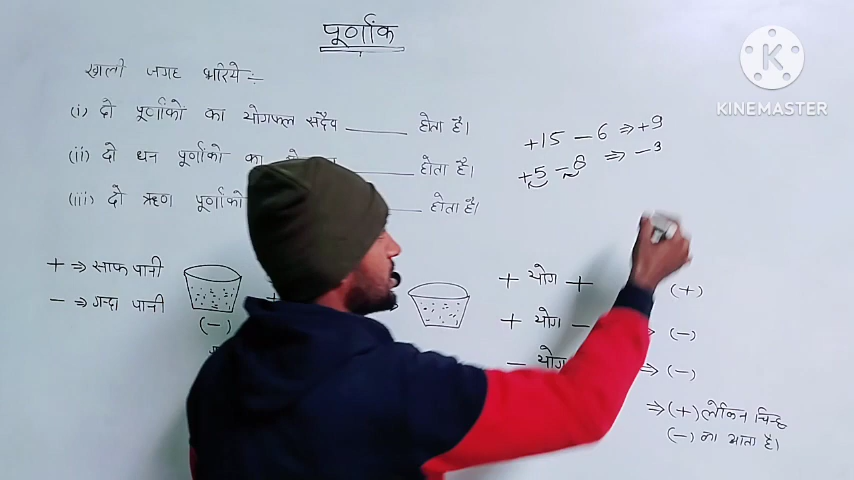 पूर्णांक
खाली जगह भरिये :-
(i) दो पूर्णांकों का योगफल सदैव ______ होता है।
(ii) दो धन पूर्णांकों का ______ होता है।
(iii) दो ऋण पूर्णांकों ______ होता है।
+15 - 6 ⇒ +9
+5 - 8 ⇒ -3
+ ⇒ साफ पानी
- ⇒ गन्दा पानी
(-)
+ योग + (+)
+ योग - (-)
- योग ⇒ (-)
⇒ (+) लेकिन चिन्ह
(-) का आता है।
K
KINEMASTER